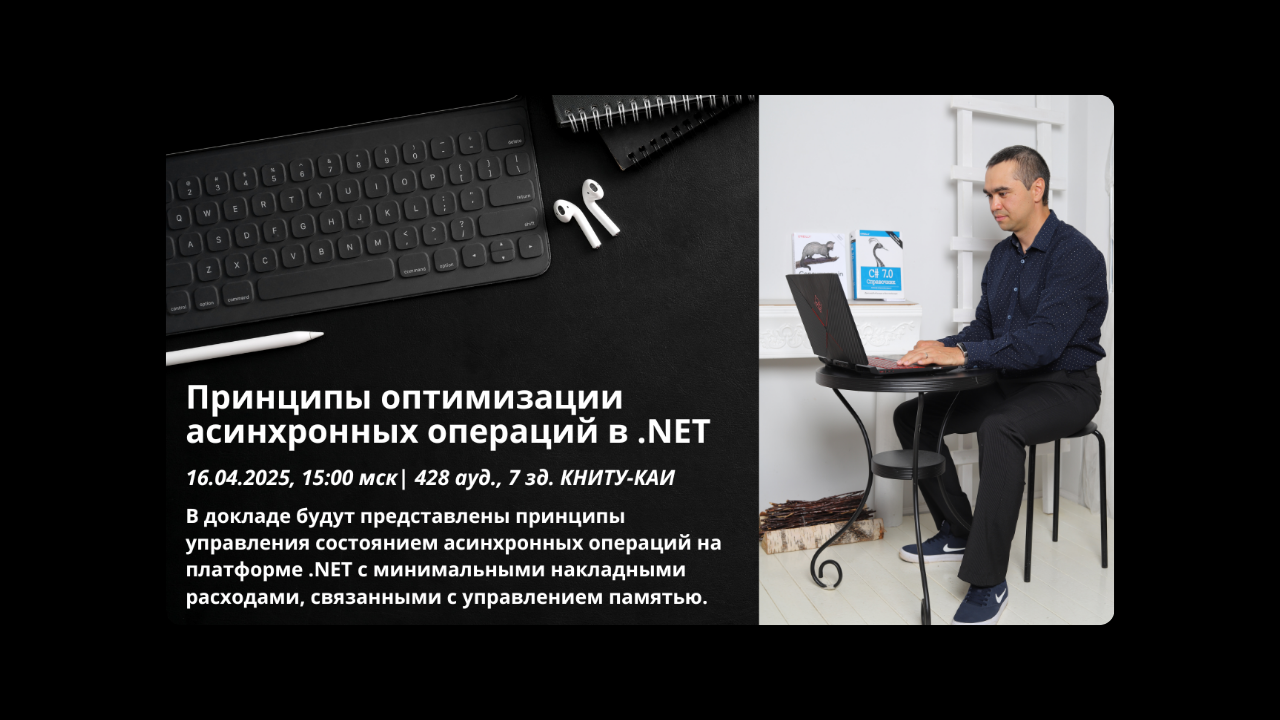 Принципы оптимизации
асинхронных операций в .NET
16.04.2025, 15:00 мск| 428 ауд., 7 зд. КНИТУ-КАИ
В докладе будут представлены принципы
управления состоянием асинхронных операций на
платформе .NET с минимальными накладными
расходами, связанными с управлением памятью.
C# 7.0
Справочник